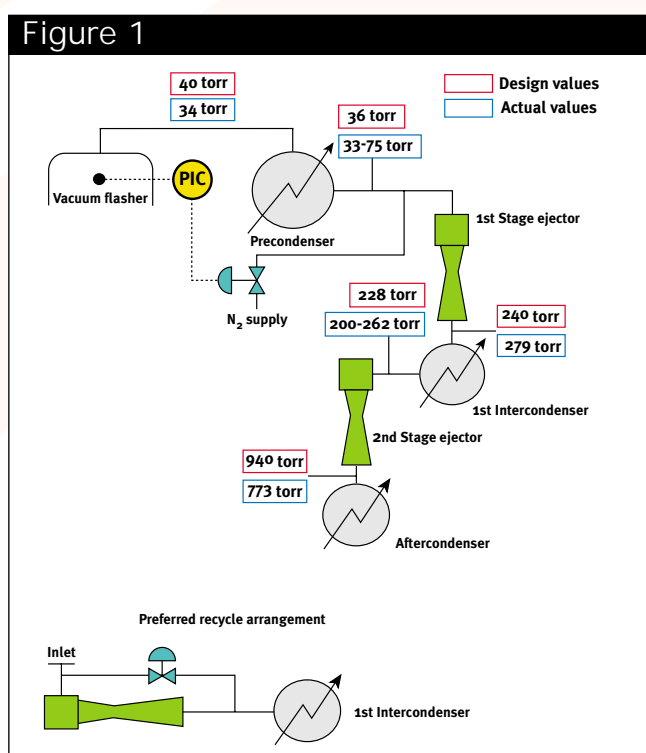 Figure 1
40 torr
34 torr
36 torr
33-75 torr
Design values
Actual values
PIC
Vacuum flasher
Precondenser
1st Stage ejector
N₂ supply
228 torr
200-262 torr
240 torr
279 torr
1st Intercondenser
2nd Stage ejector
940 torr
773 torr
Aftercondenser
Preferred recycle arrangement
Inlet
1st Intercondenser